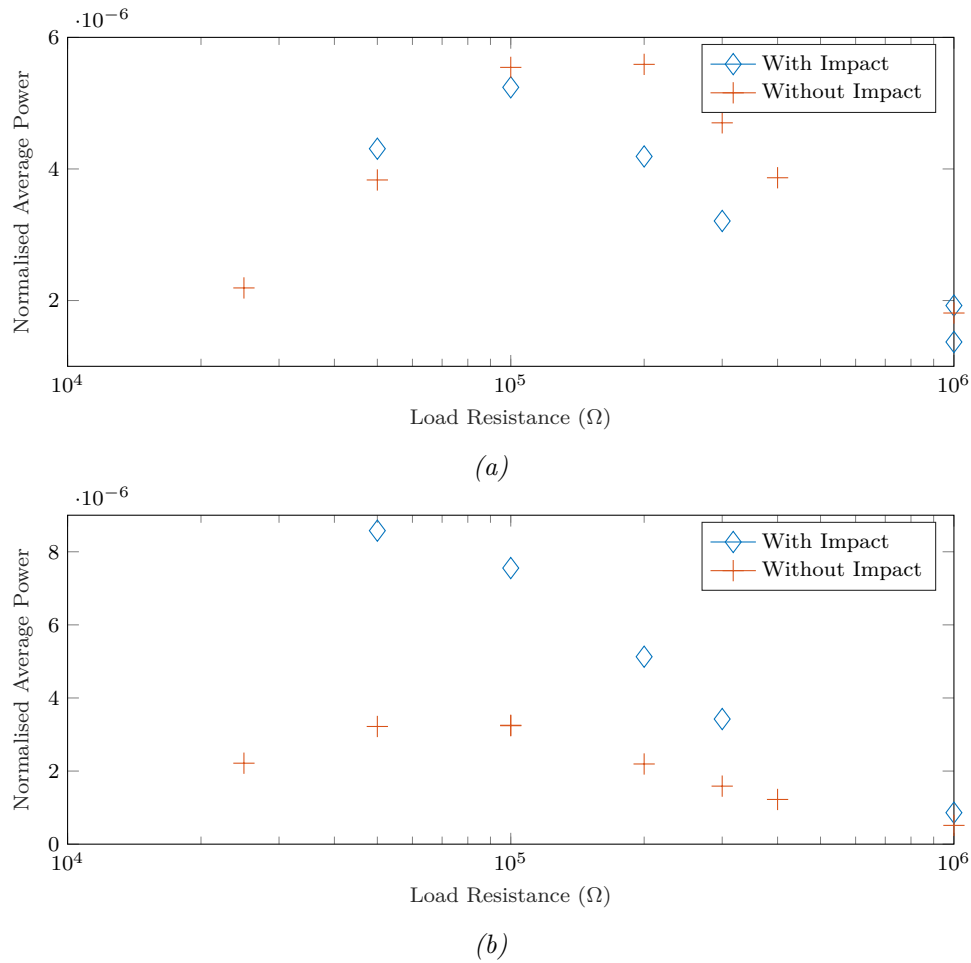 ·10⁻⁶
6
4
2
Normalised Average Power
With Impact
Without Impact
10⁴
10⁵
10⁶
Load Resistance (Ω)
(a)
·10⁻⁶
8
6
4
2
0
Normalised Average Power
With Impact
Without Impact
10⁴
10⁵
10⁶
Load Resistance (Ω)
(b)